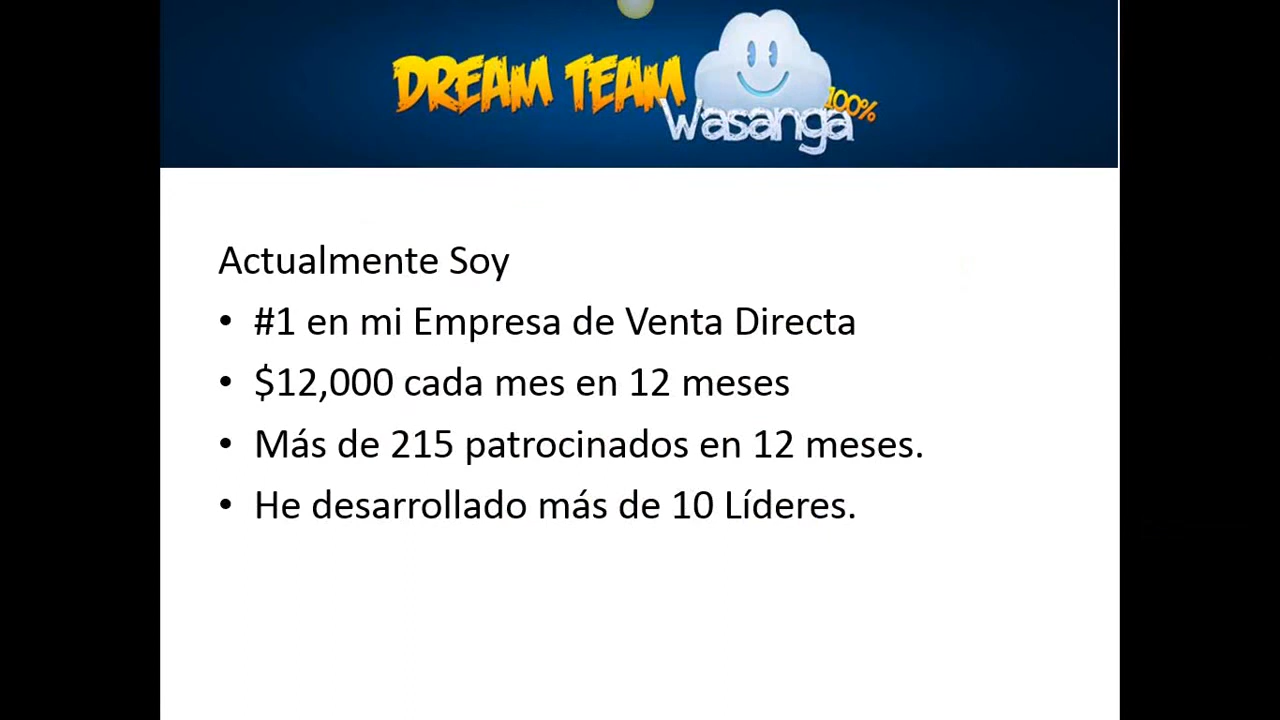 DREAM TEAM
Wasanga 100%
Actualmente Soy
• #1 en mi Empresa de Venta Directa
• $12,000 cada mes en 12 meses
• Más de 215 patrocinados en 12 meses.
• He desarrollado más de 10 Líderes.